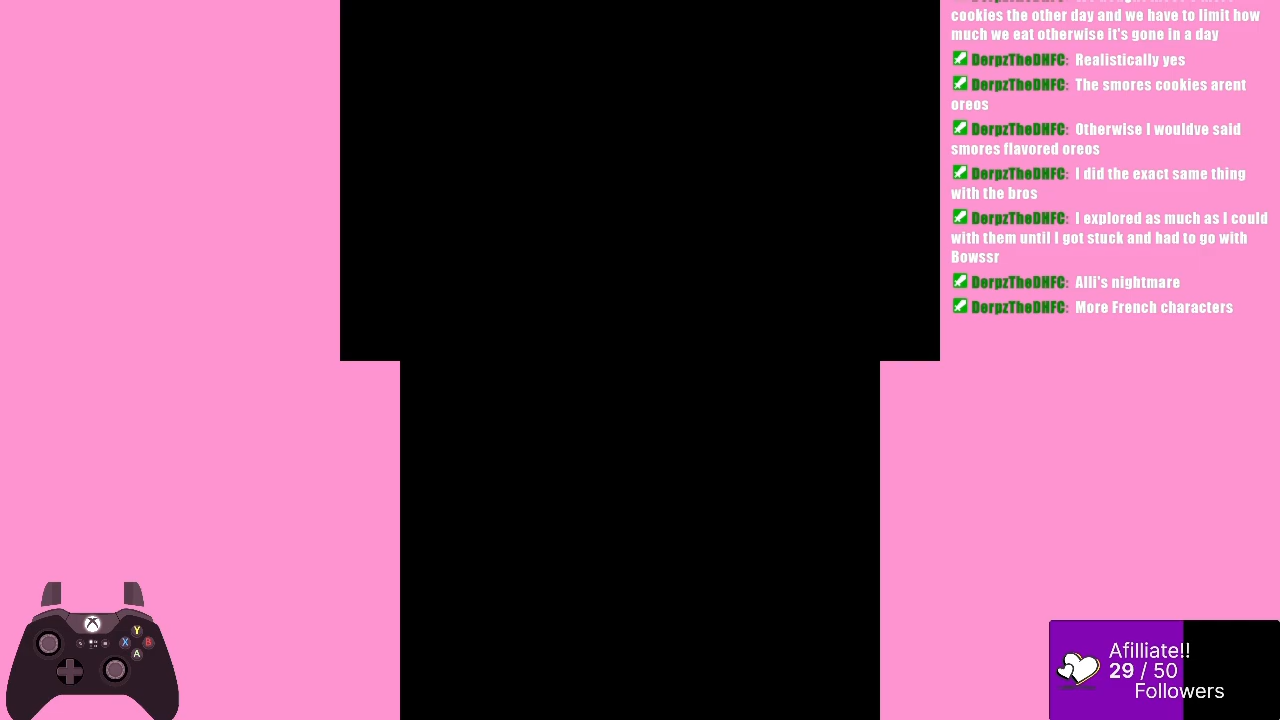 cookies the other day and we have to limit how
much we eat otherwise it's gone in a day
DerpzTheDHFC: Realistically yes
DerpzTheDHFC: The smores cookies arent
oreos
DerpzTheDHFC: Otherwise I wouldve said
smores flavored oreos
DerpzTheDHFC: I did the exact same thing
with the bros
DerpzTheDHFC: I explored as much as I could
with them until I got stuck and had to go with
Bowssr
DerpzTheDHFC: Alli's nightmare
DerpzTheDHFC: More French characters
Y
X B
A
Afilliate!!
29 / 50
Followers